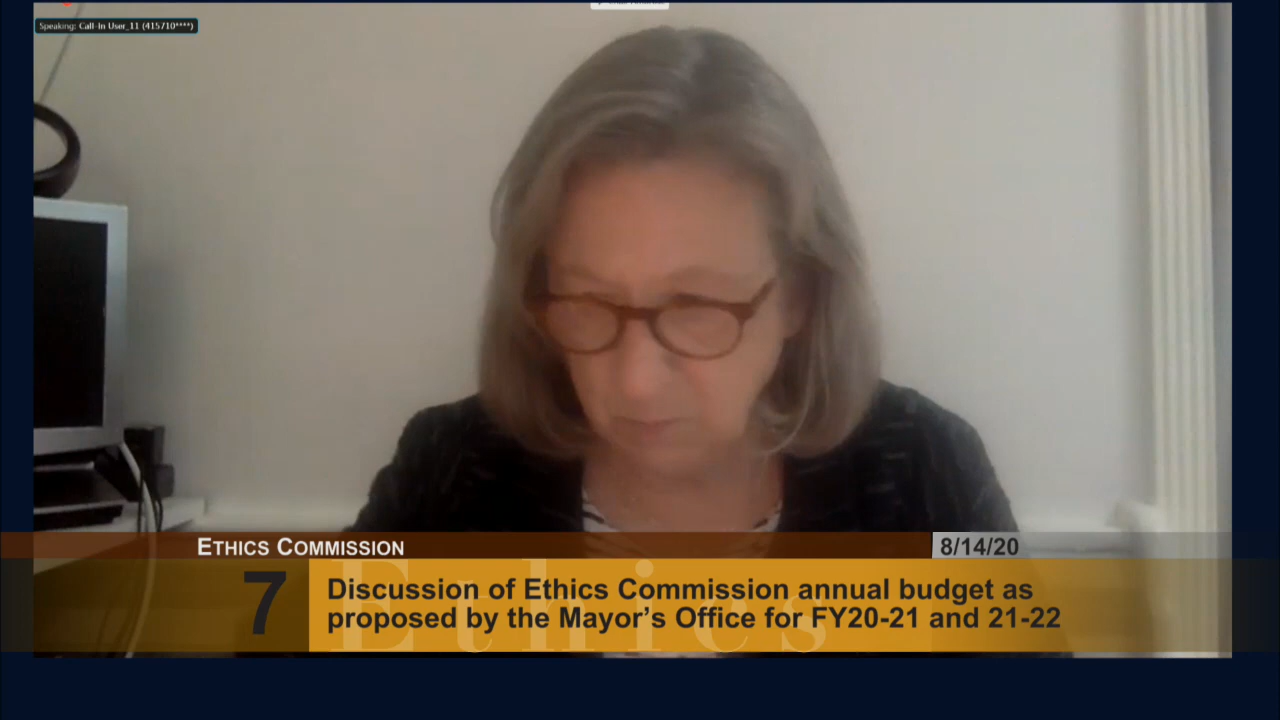 Speaking: Call-In User_11 (415710****)
Ethics Commission
8/14/20
7
Discussion of Ethics Commission annual budget as
proposed by the Mayor's Office for FY20-21 and 21-22
Ethics